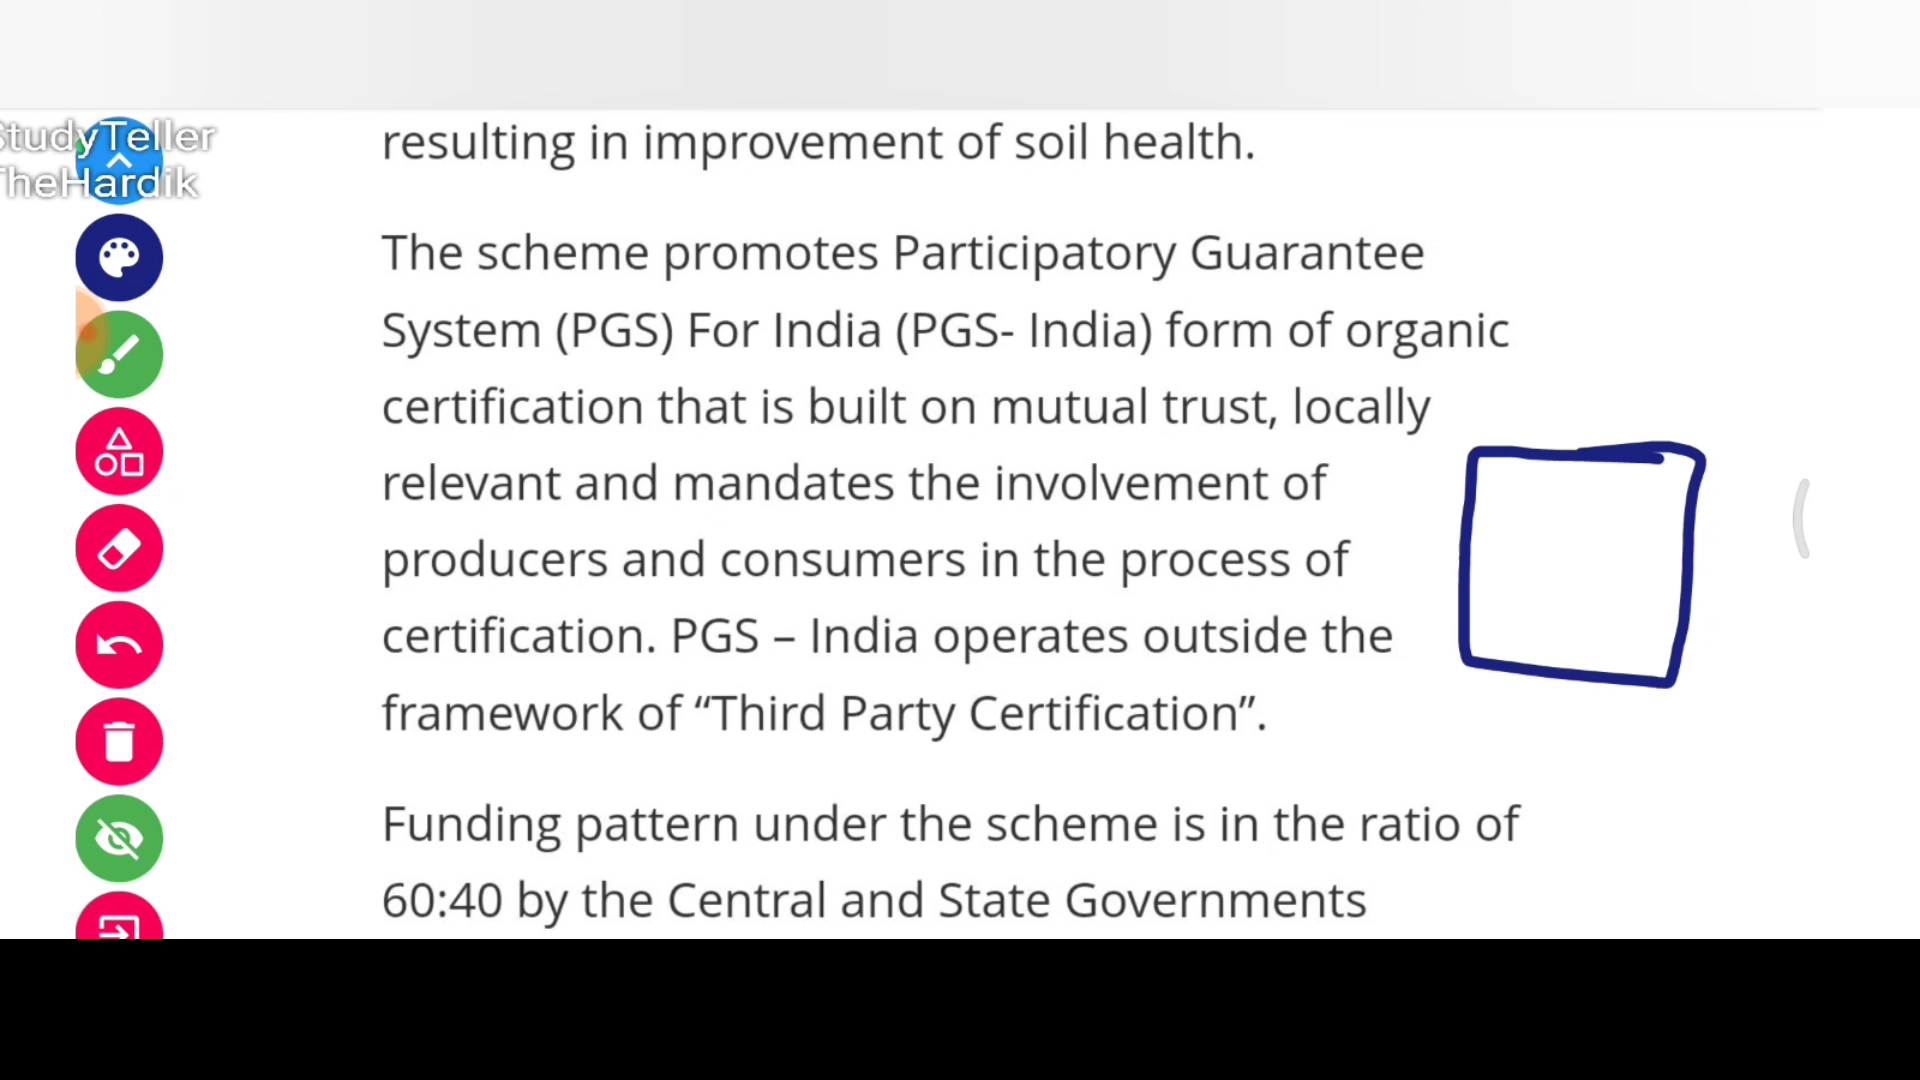 StudyTeller
TheHardik
resulting in improvement of soil health.
The scheme promotes Participatory Guarantee
System (PGS) For India (PGS- India) form of organic
certification that is built on mutual trust, locally
relevant and mandates the involvement of
producers and consumers in the process of
certification. PGS – India operates outside the
framework of “Third Party Certification”.
Funding pattern under the scheme is in the ratio of
60:40 by the Central and State Governments